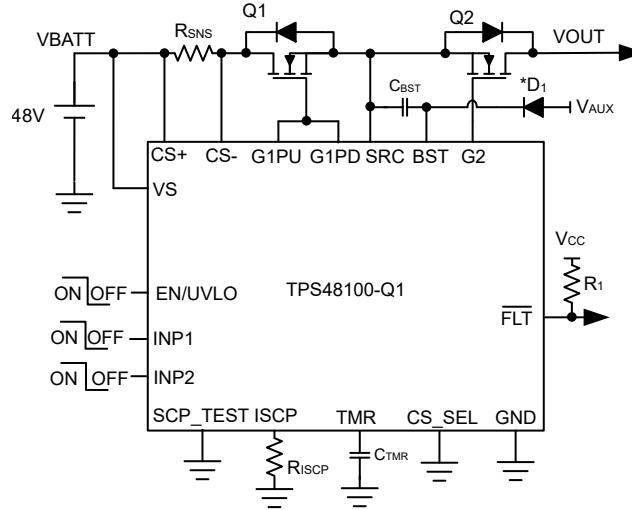 Q1
Q2
VBATT
RSNS
VOUT
CBST
*D1
VAUX
48V
CS+ CS- G1PU G1PD SRC BST G2
VS
VCC
R1
ON OFF EN/UVLO
TPS48100-Q1
FLT
ON OFF INP1
ON OFF INP2
SCP_TEST ISCP TMR CS_SEL GND
RISCP
CTMR